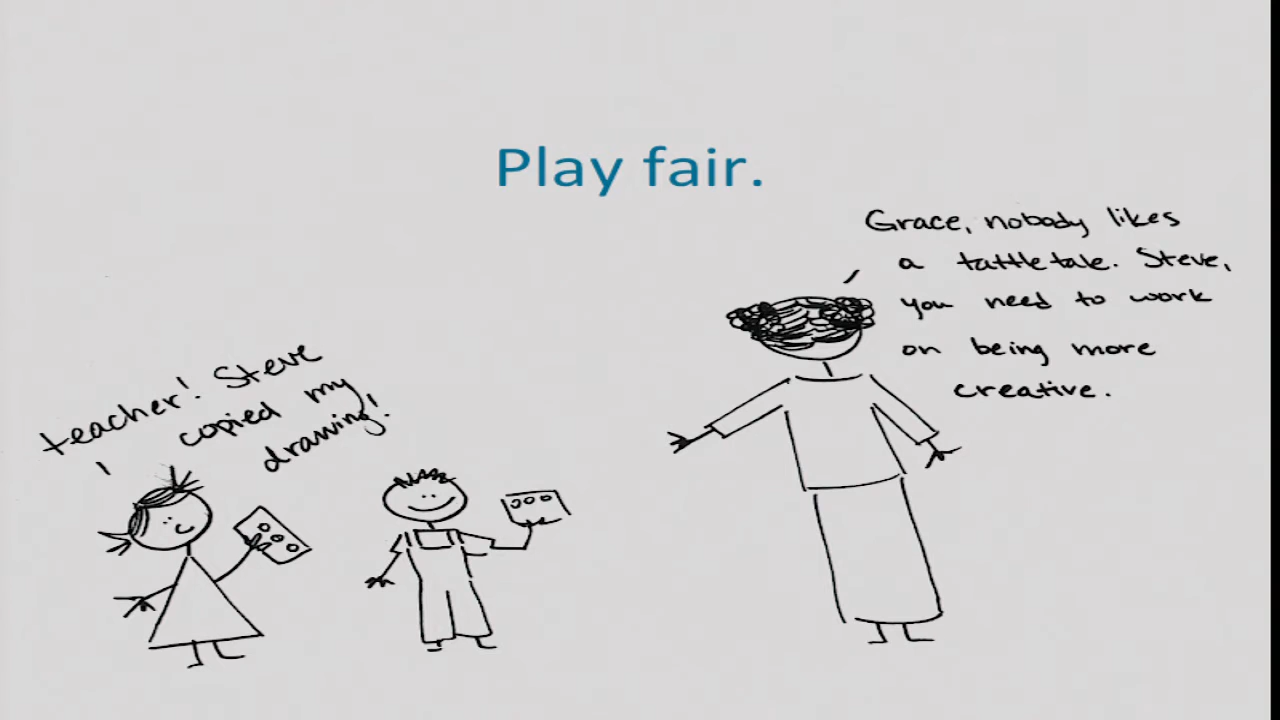 Play fair.
Grace, nobody likes
a tattletale. Steve,
you need to work
on being more
creative.
teacher! Steve
copied my
drawing!